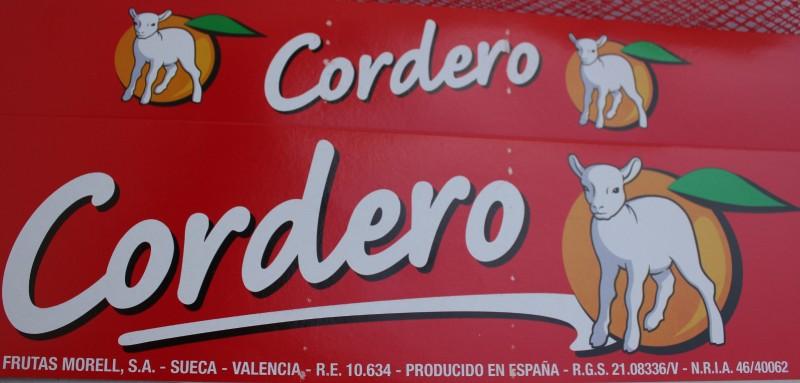 Cordero
Cordero
FRUTAS MORELL, S.A. - SUECA - VALENCIA - R.E. 10.634 - PRODUCIDO EN ESPAÑA - R.G.S. 21.08336/V - N.R.I.A. 46/40062